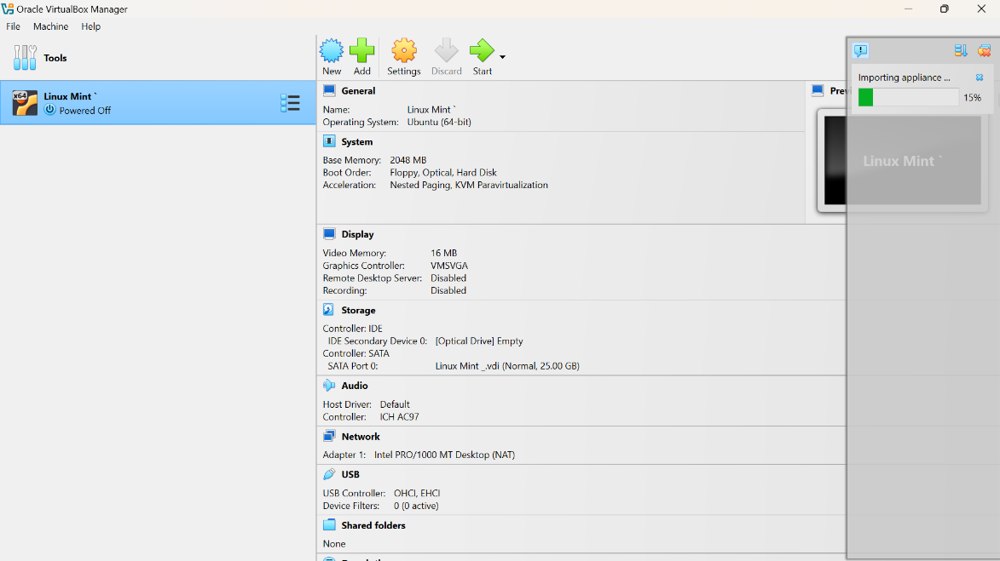 Oracle VirtualBox Manager
File Machine Help
Tools
New Add Settings Discard Start
x64
Linux Mint `
Powered Off
General
Name: Linux Mint `
Operating System: Ubuntu (64-bit)
System
Base Memory: 2048 MB
Boot Order: Floppy, Optical, Hard Disk
Acceleration: Nested Paging, KVM Paravirtualization
Display
Video Memory: 16 MB
Graphics Controller: VMSVGA
Remote Desktop Server: Disabled
Recording: Disabled
Storage
Controller: IDE
IDE Secondary Device 0: [Optical Drive] Empty
Controller: SATA
SATA Port 0: Linux Mint _.vdi (Normal, 25.00 GB)
Audio
Host Driver: Default
Controller: ICH AC97
Network
Adapter 1: Intel PRO/1000 MT Desktop (NAT)
USB
USB Controller: OHCI, EHCI
Device Filters: 0 (0 active)
Shared folders
None
Importing appliance ...
15%
Linux Mint `